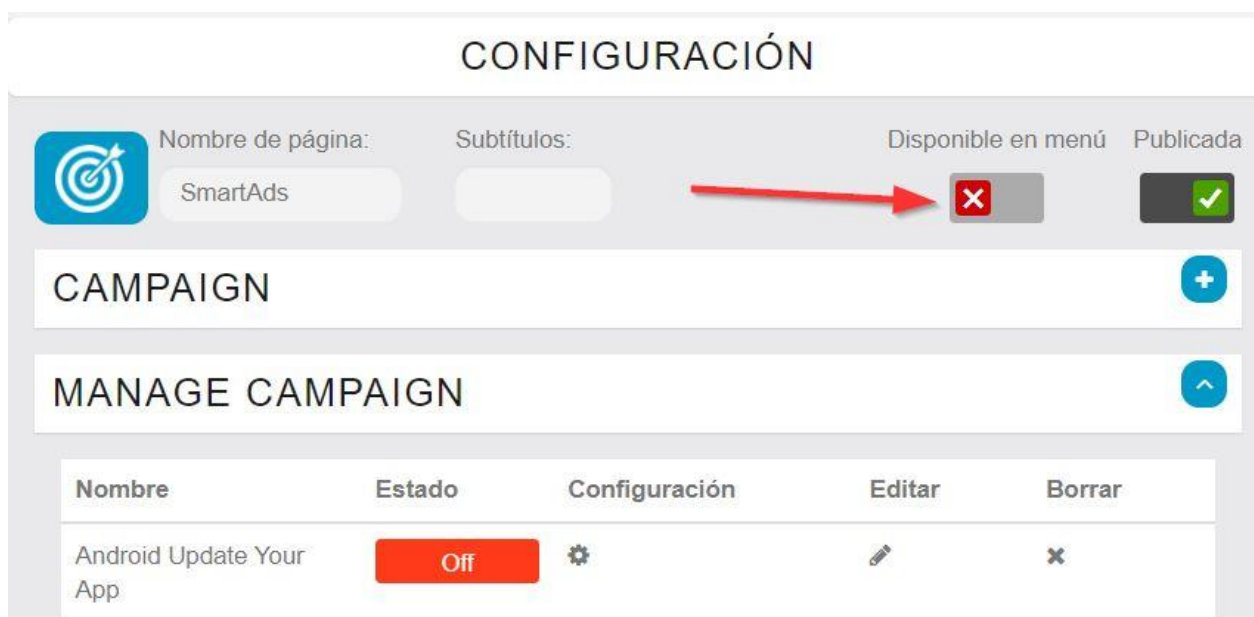 CONFIGURACIÓN
Nombre de página: Subtítulos: Disponible en menú Publicada
SmartAds
CAMPAIGN
MANAGE CAMPAIGN
Nombre Estado Configuración Editar Borrar
Android Update Your Off
App